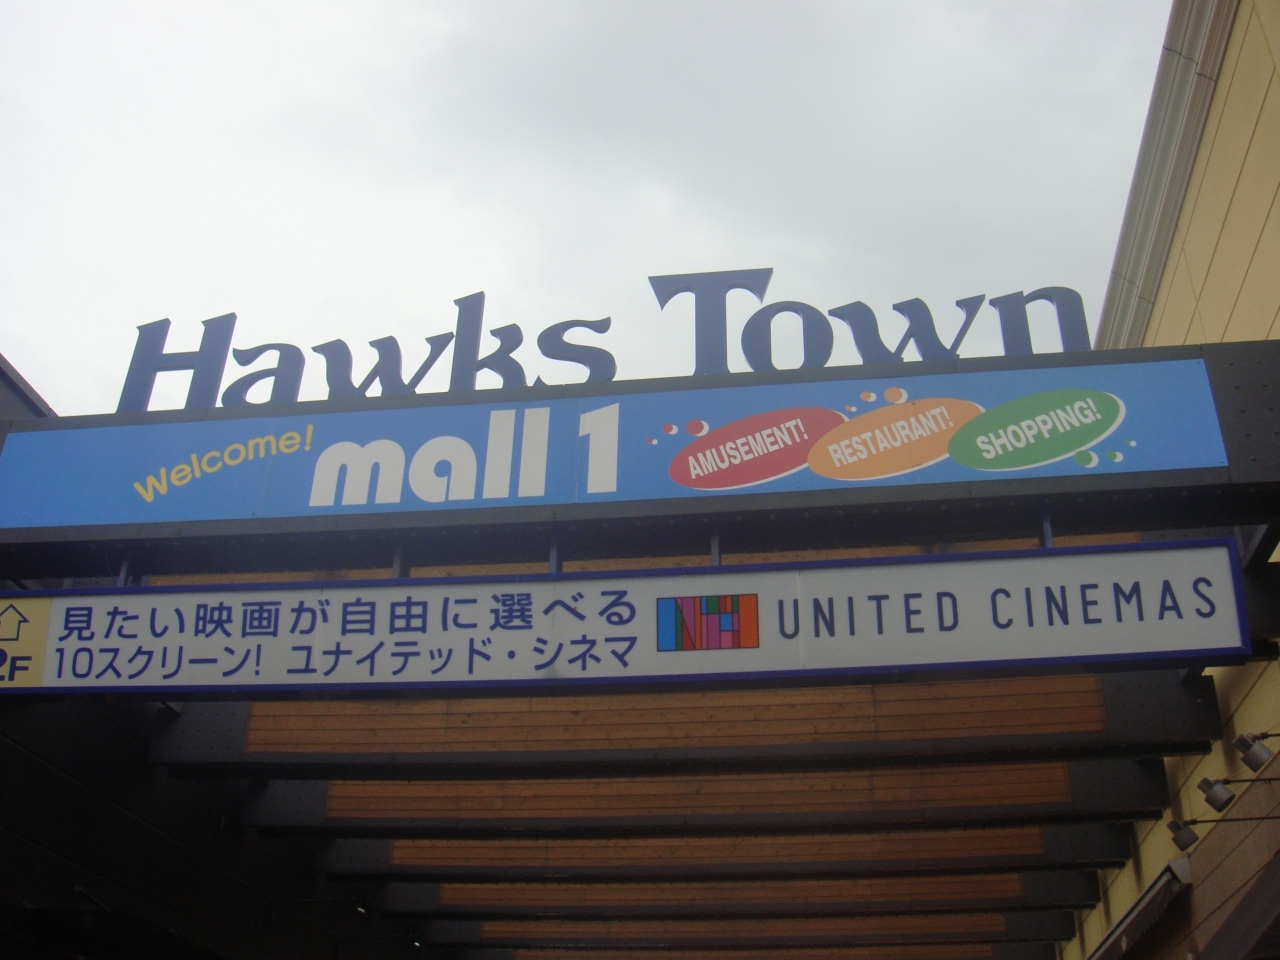 Hawks Town
Welcome!
mall 1
AMUSEMENT!
RESTAURANT!
SHOPPING!
見たい映画が自由に選べる
10スクリーン! ユナイテッド・シネマ
UNITED CINEMAS
2F